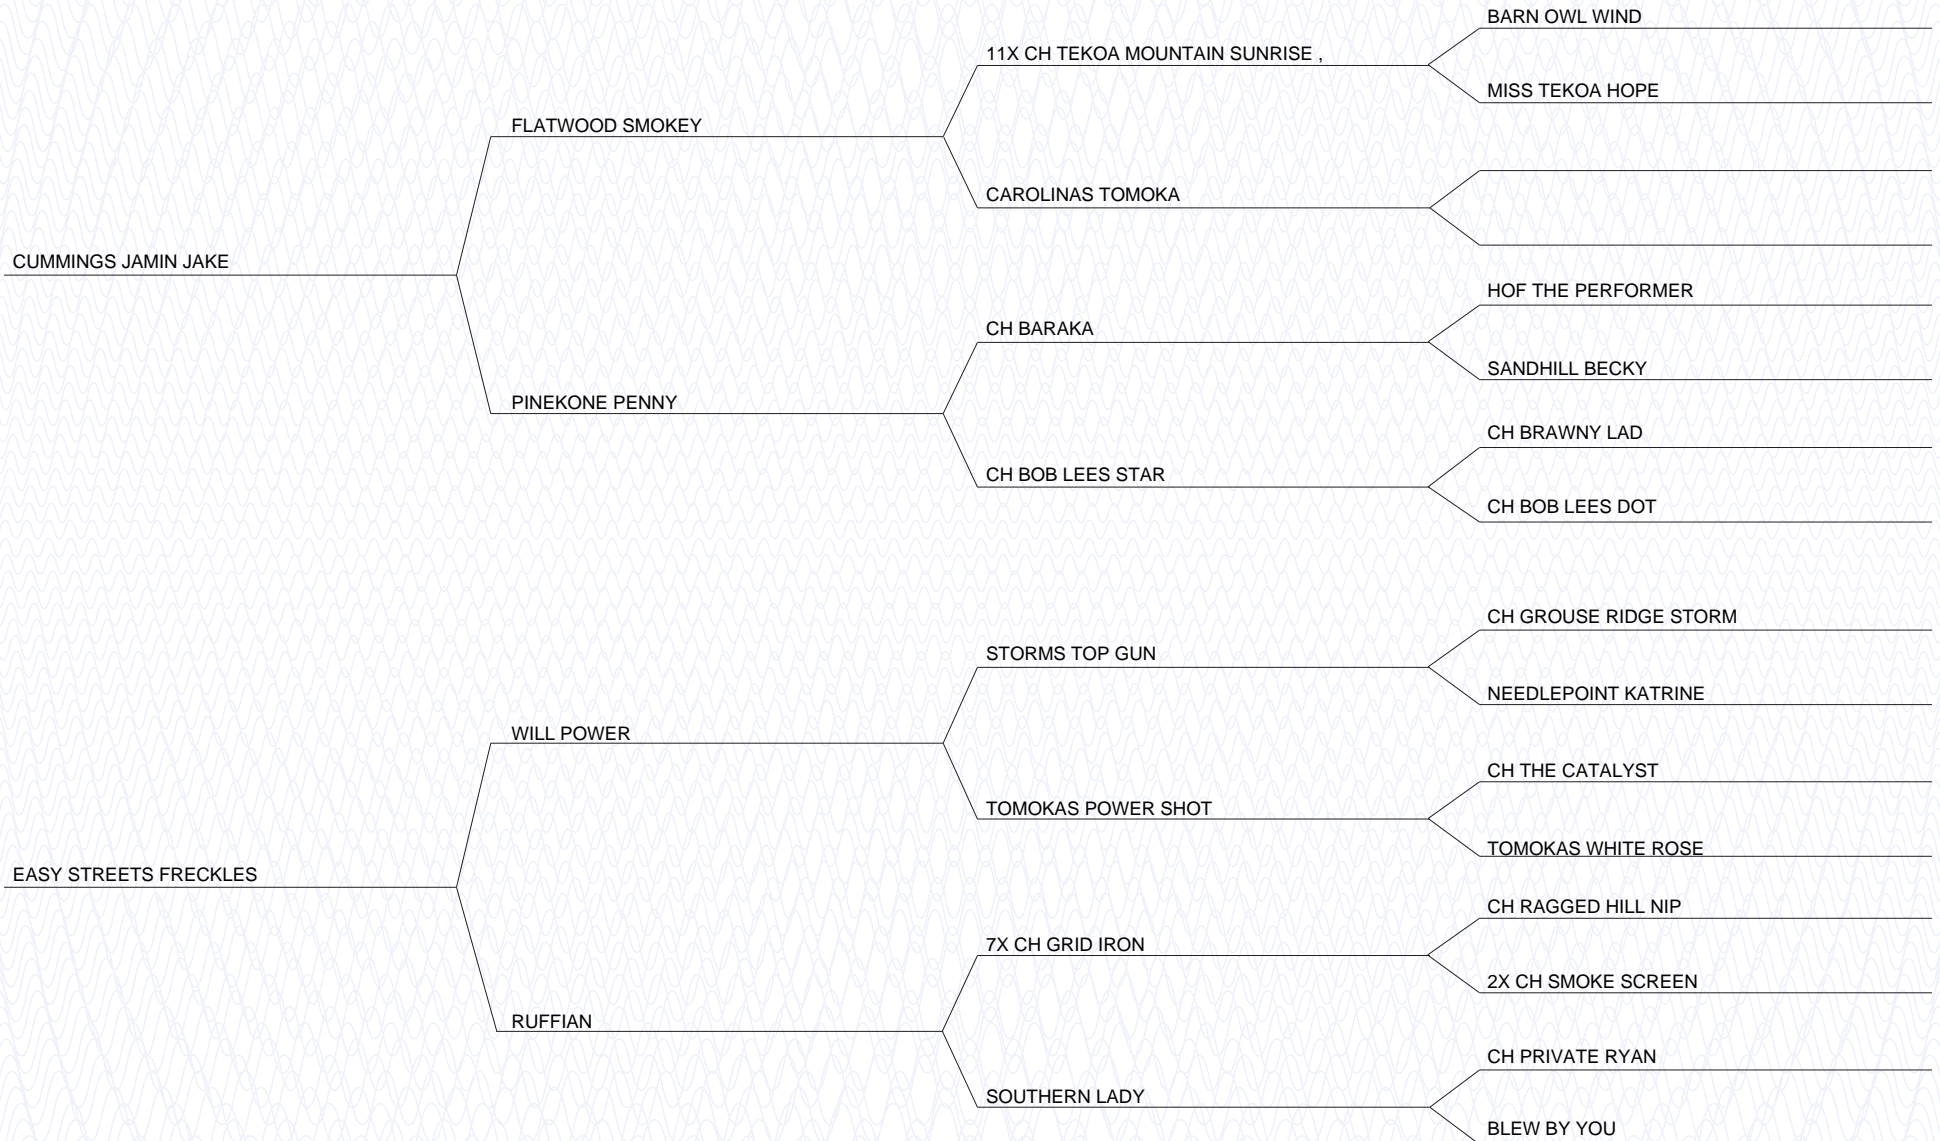 BARN OWL WIND
11X CH TEKOA MOUNTAIN SUNRISE ,
MISS TEKOA HOPE
FLATWOOD SMOKEY
CAROLINAS TOMOKA
CUMMINGS JAMIN JAKE
HOF THE PERFORMER
CH BARAKA
SANDHILL BECKY
PINEKONE PENNY
CH BRAWNY LAD
CH BOB LEES STAR
CH BOB LEES DOT
CH GROUSE RIDGE STORM
STORMS TOP GUN
NEEDLEPOINT KATRINE
WILL POWER
CH THE CATALYST
TOMOKAS POWER SHOT
TOMOKAS WHITE ROSE
EASY STREETS FRECKLES
CH RAGGED HILL NIP
7X CH GRID IRON
2X CH SMOKE SCREEN
RUFFIAN
CH PRIVATE RYAN
SOUTHERN LADY
BLEW BY YOU